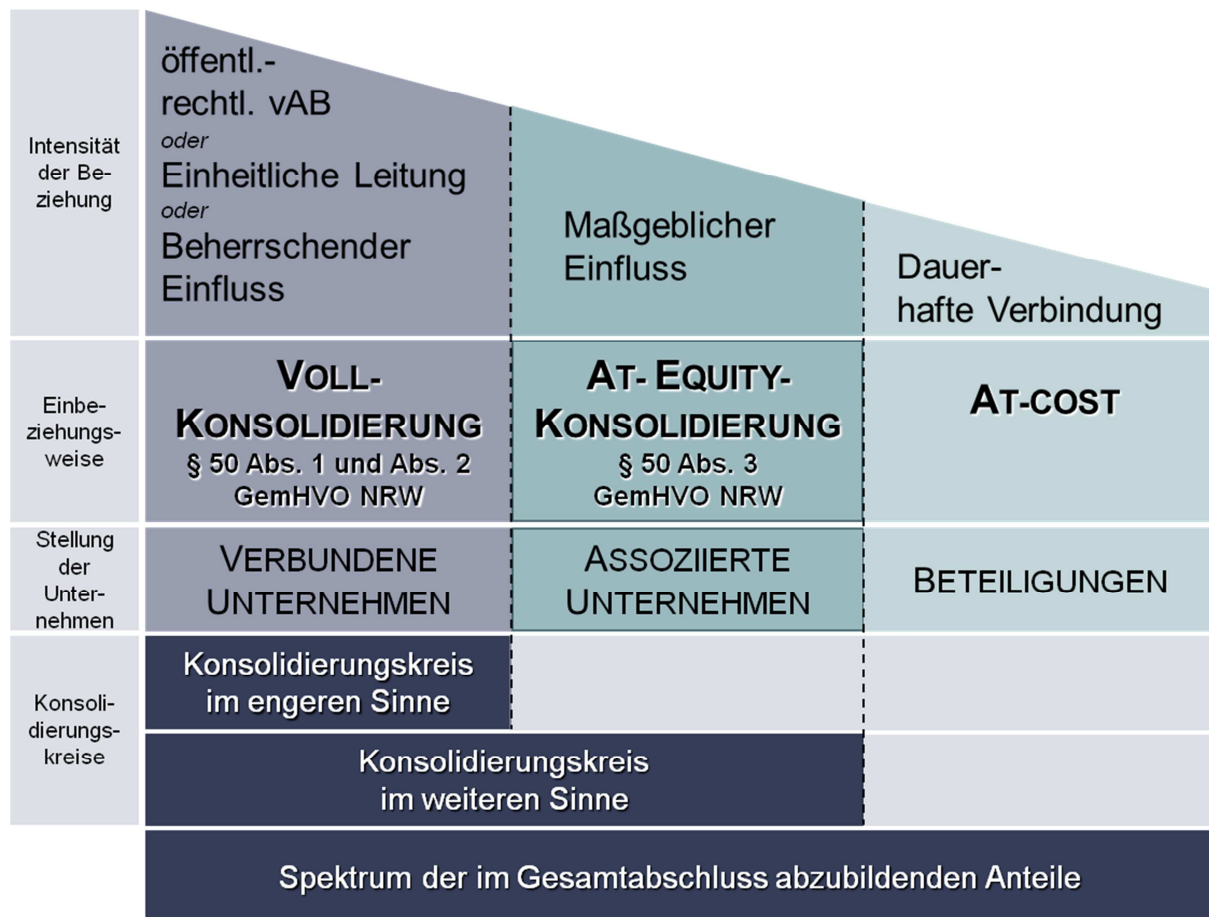 Intensität
der Be-
ziehung
öffentl.-
rechtl. vAB
oder
Einheitliche Leitung
oder
Beherrschender
Einfluss
Maßgeblicher
Einfluss
Dauer-
hafte Verbindung
Einbe-
ziehungs-
weise
VOLL-
KONSOLIDIERUNG
§ 50 Abs. 1 und Abs. 2
GemHVO NRW
AT- EQUITY-
KONSOLIDIERUNG
§ 50 Abs. 3
GemHVO NRW
AT-COST
Stellung
der
Unter-
nehmen
VERBUNDENE
UNTERNEHMEN
ASSOZIIERTE
UNTERNEHMEN
BETEILIGUNGEN
Konsoli-
dierungs-
kreise
Konsolidierungskreis
im engeren Sinne
Konsolidierungskreis
im weiteren Sinne
Spektrum der im Gesamtabschluss abzubildenden Anteile